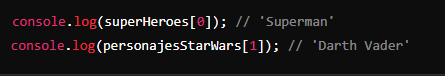 console.log(superHeroes[0]); // 'Superman'
console.log(personajesStarWars[1]); // 'Darth Vader'